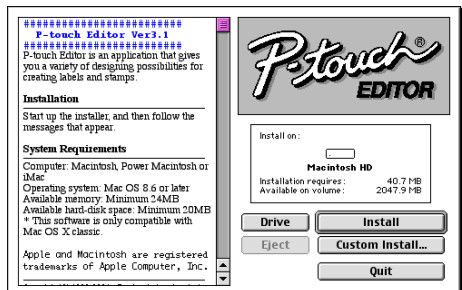 ########################
P-touch Editor Ver3.1
########################
P-touch Editor is an application that gives
you a variety of designing possibilities for
creating labels and stamps.
Installation
Start up the installer, and then follow the
messages that appear.
System Requirements
Computer: Macintosh, Power Macintosh or
iMac
Operating system: Mac OS 8.6 or later
Available memory: Minimum 24MB
Available hard-disk space: Minimum 20MB
* This software is only compatible with
Mac OS X classic.
Apple and Macintosh are registered
trademarks of Apple Computer, Inc.
P-touch
EDITOR
Install on:
Macintosh HD
Installation requires: 40.7 MB
Available on volume: 2047.9 MB
Drive
Install
Eject
Custom Install...
Quit